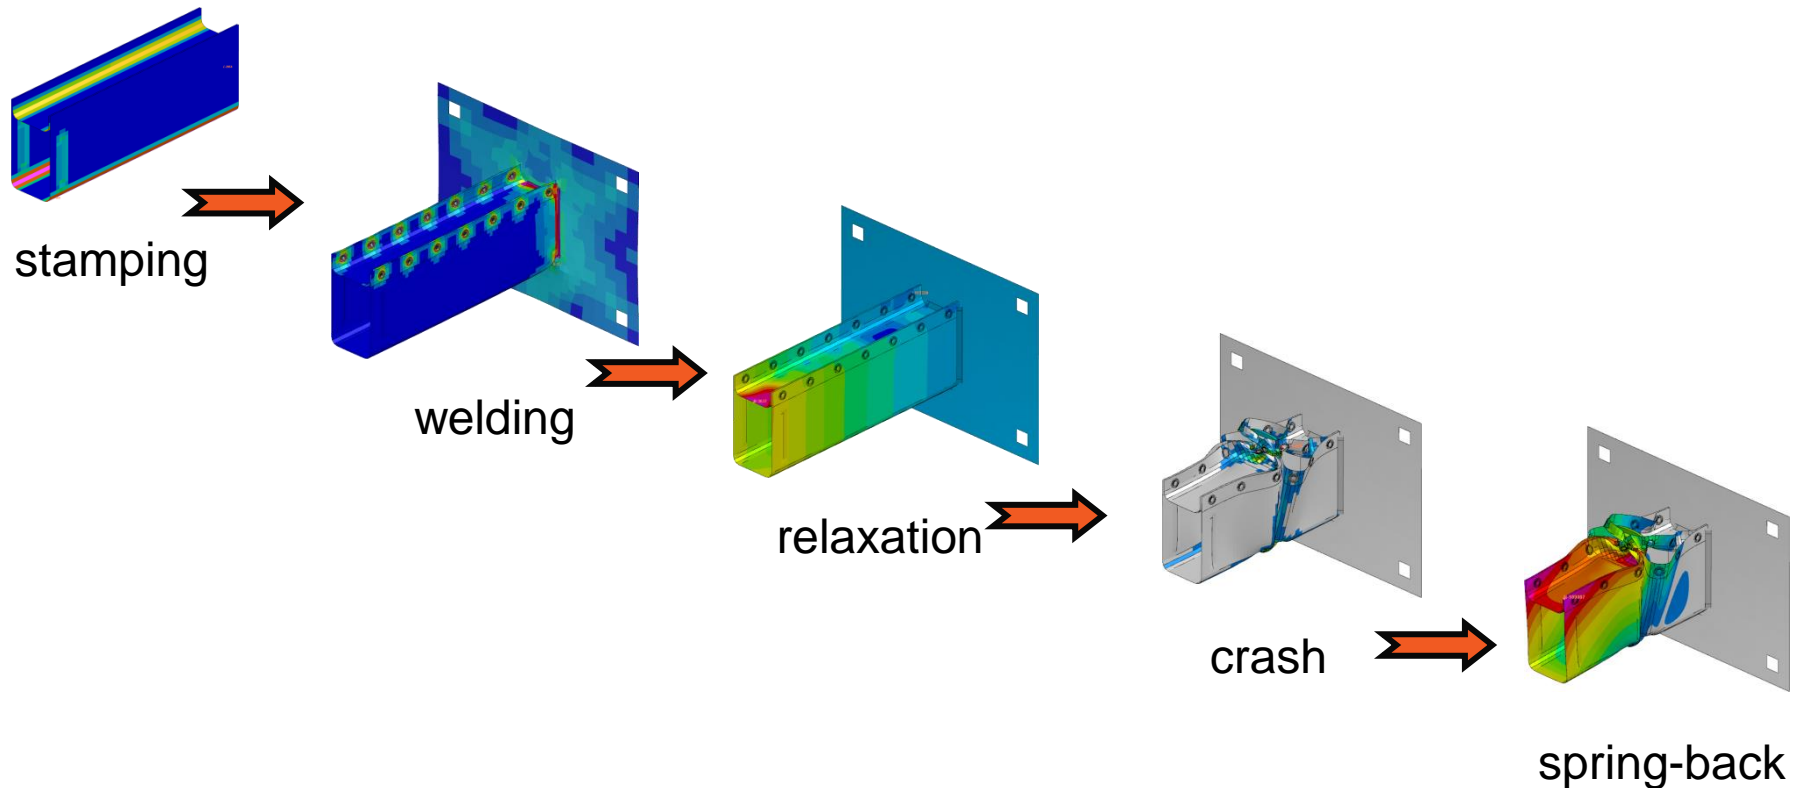 stamping
welding
relaxation
crash
spring-back